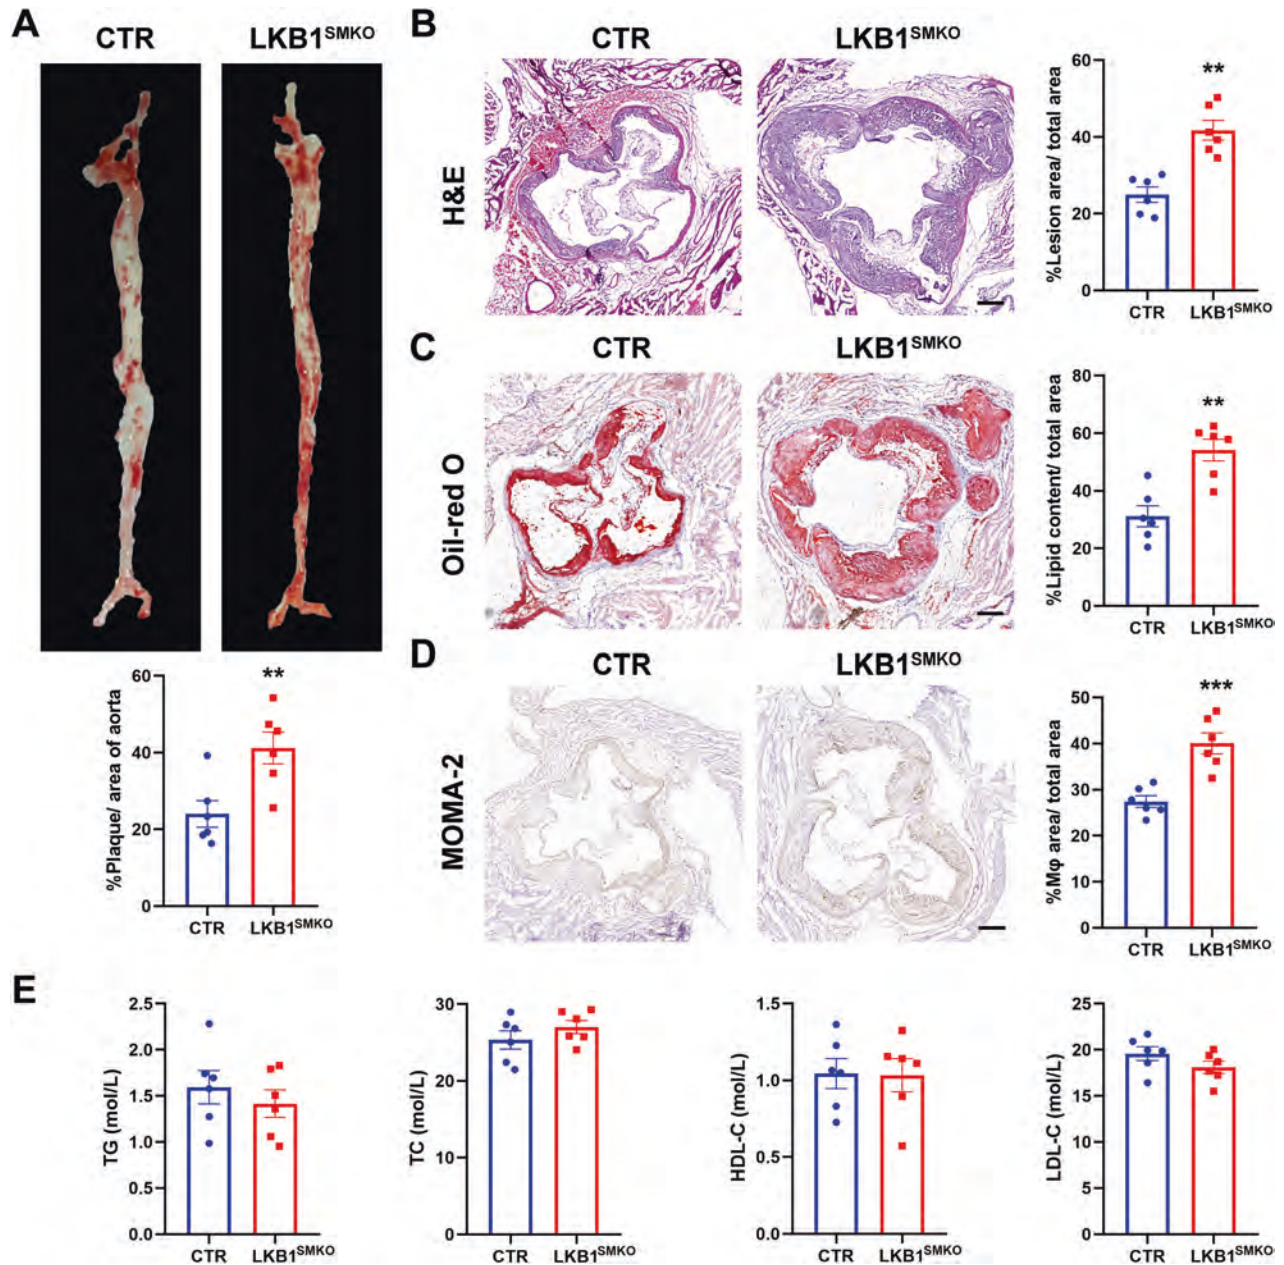 A
CTR
LKB1SMKO
%Plaque/ area of aorta
60
40
20
0
**
CTR
LKB1SMKO
B
CTR
LKB1SMKO
H&E
%Lesion area/ total area
60
40
20
0
**
CTR
LKB1SMKO
C
CTR
LKB1SMKO
Oil-red O
%Lipid content/ total area
80
60
40
20
0
**
CTR
LKB1SMKO
D
CTR
LKB1SMKO
MOMA-2
%Mφ area/ total area
50
40
30
20
10
0
***
CTR
LKB1SMKO
E
TG (mol/L)
2.5
2.0
1.5
1.0
0.5
0.0
CTR
LKB1SMKO
TC (mol/L)
30
20
10
0
CTR
LKB1SMKO
HDL-C (mol/L)
1.5
1.0
0.5
0.0
CTR
LKB1SMKO
LDL-C (mol/L)
25
20
15
10
5
0
CTR
LKB1SMKO